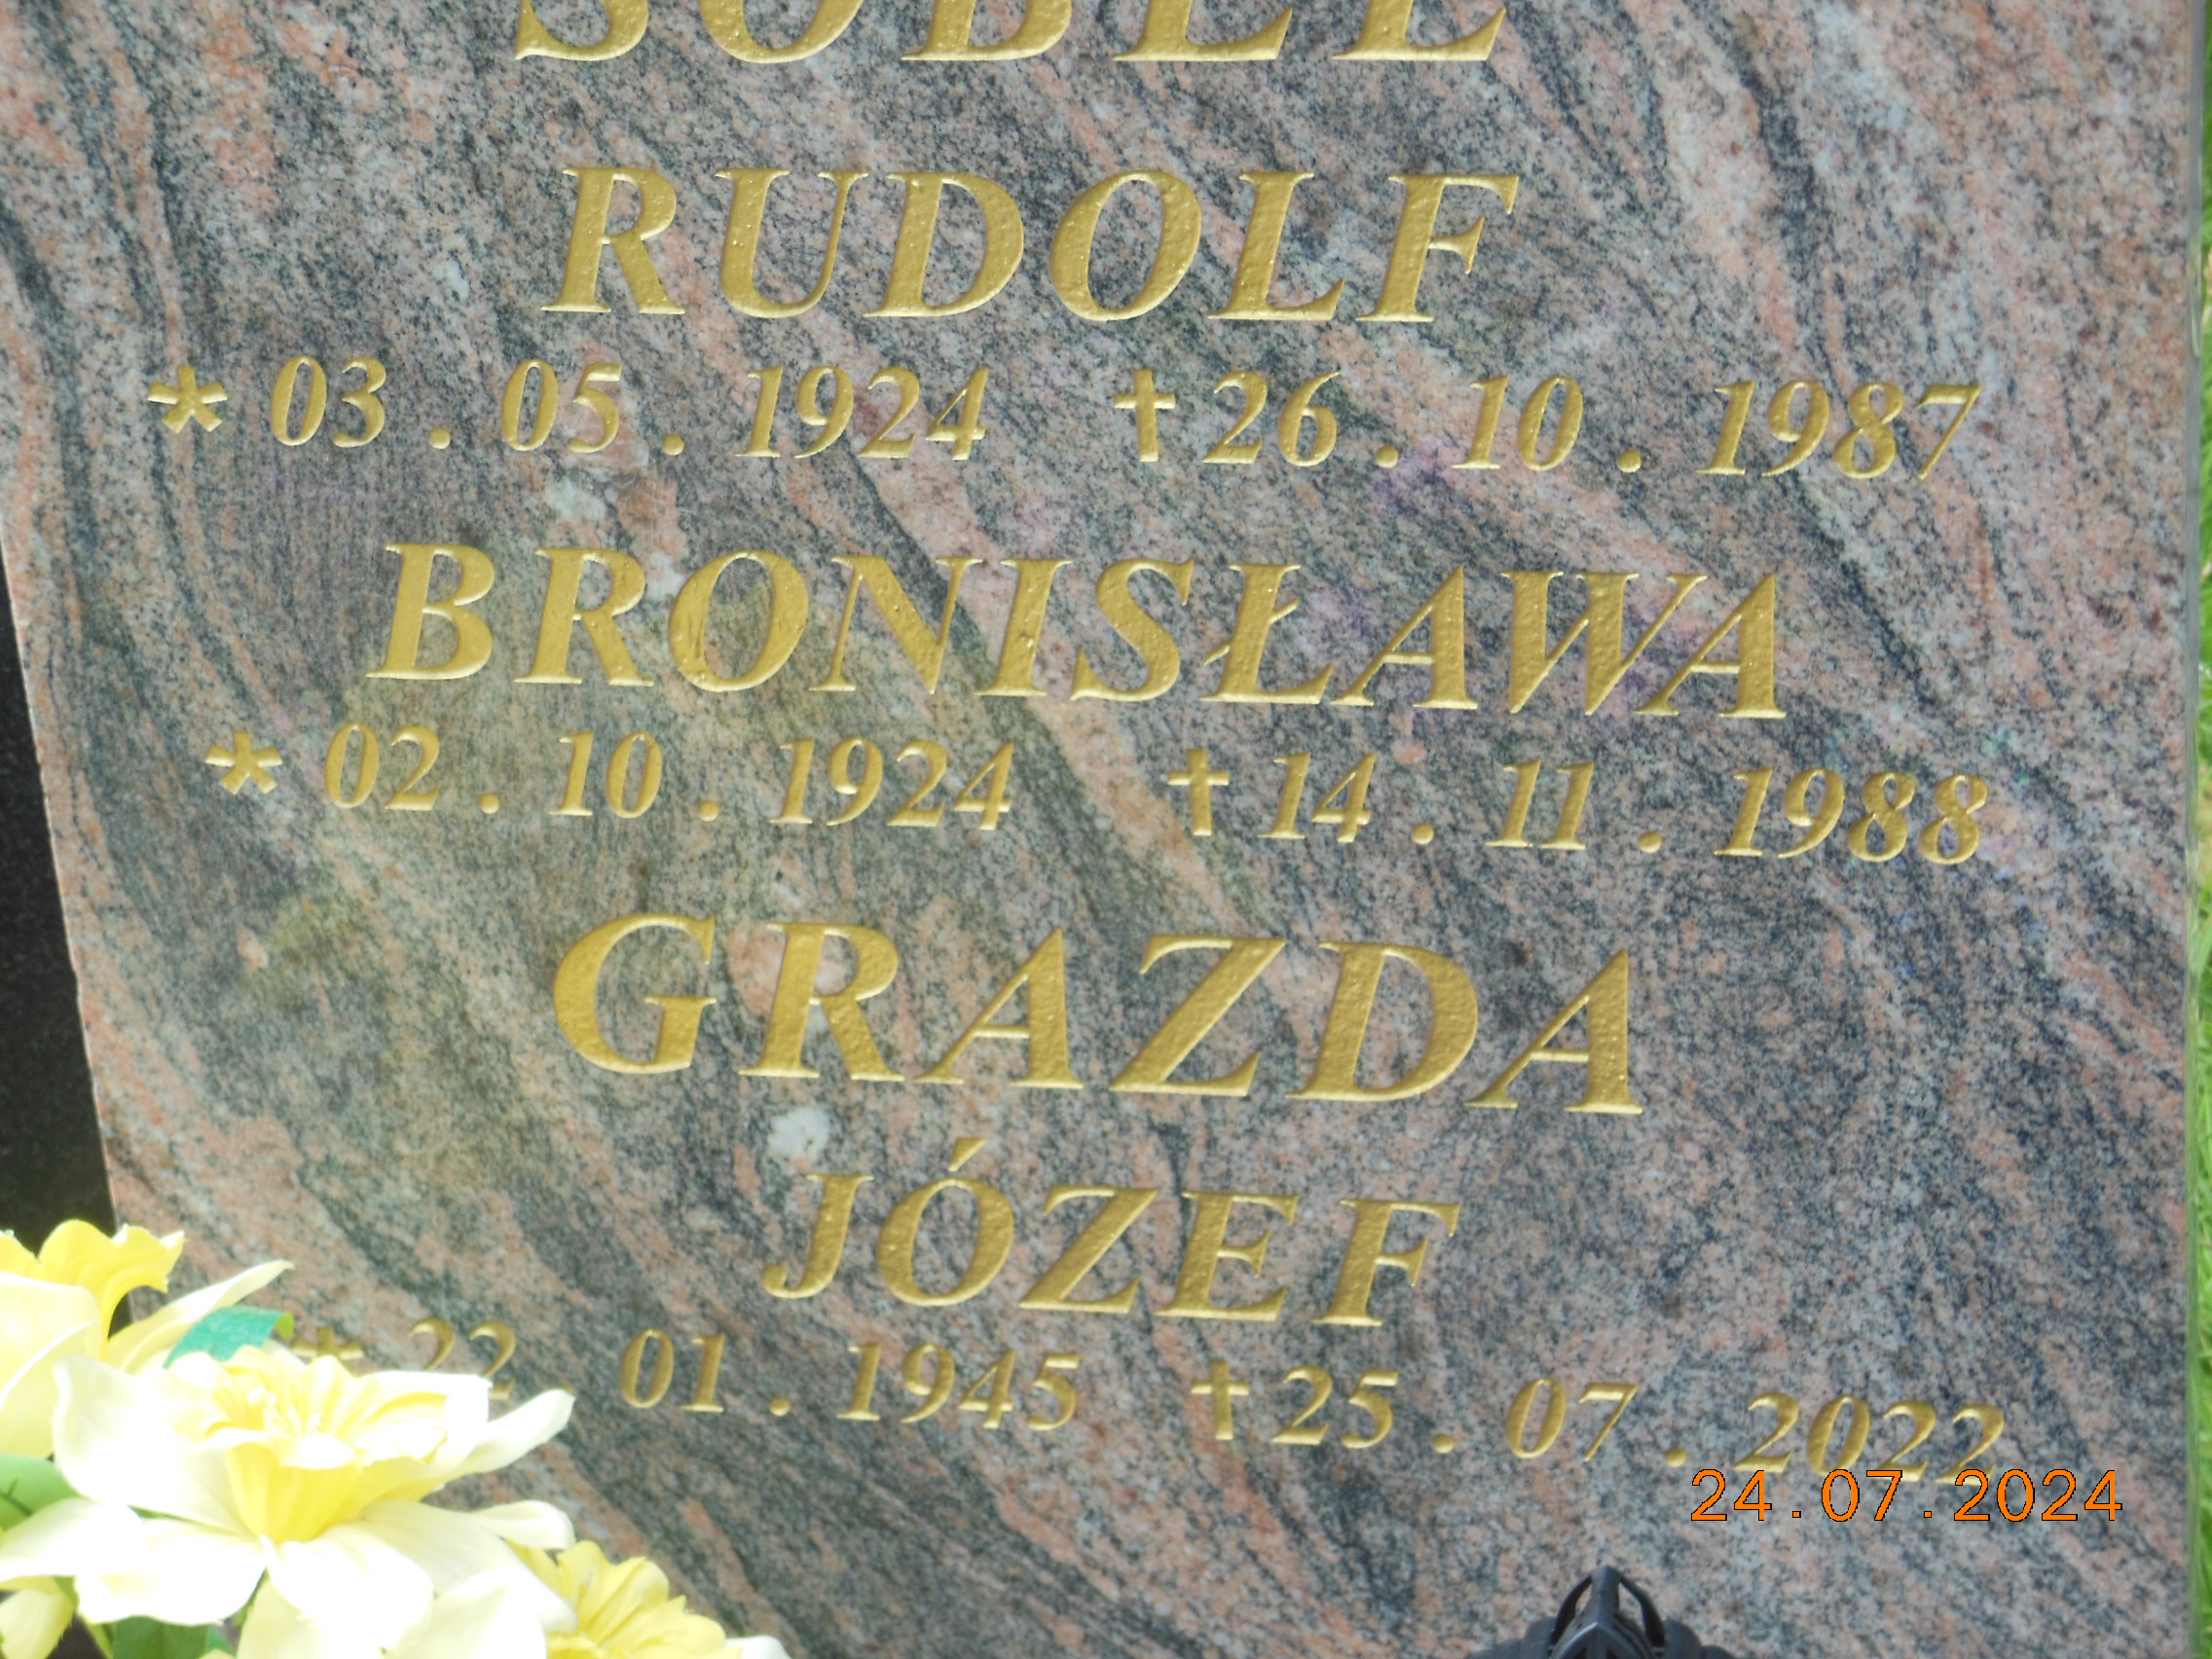 RUDOLF
* 03 . 05 . 1924 †26 . 10 . 1987
BRONISŁAWA
* 02 . 10 . 1924 †14 . 11 . 1988
GRAZDA
JÓZEF
* 22 . 01 . 1945 †25 . 07 . 2022
24.07.2024